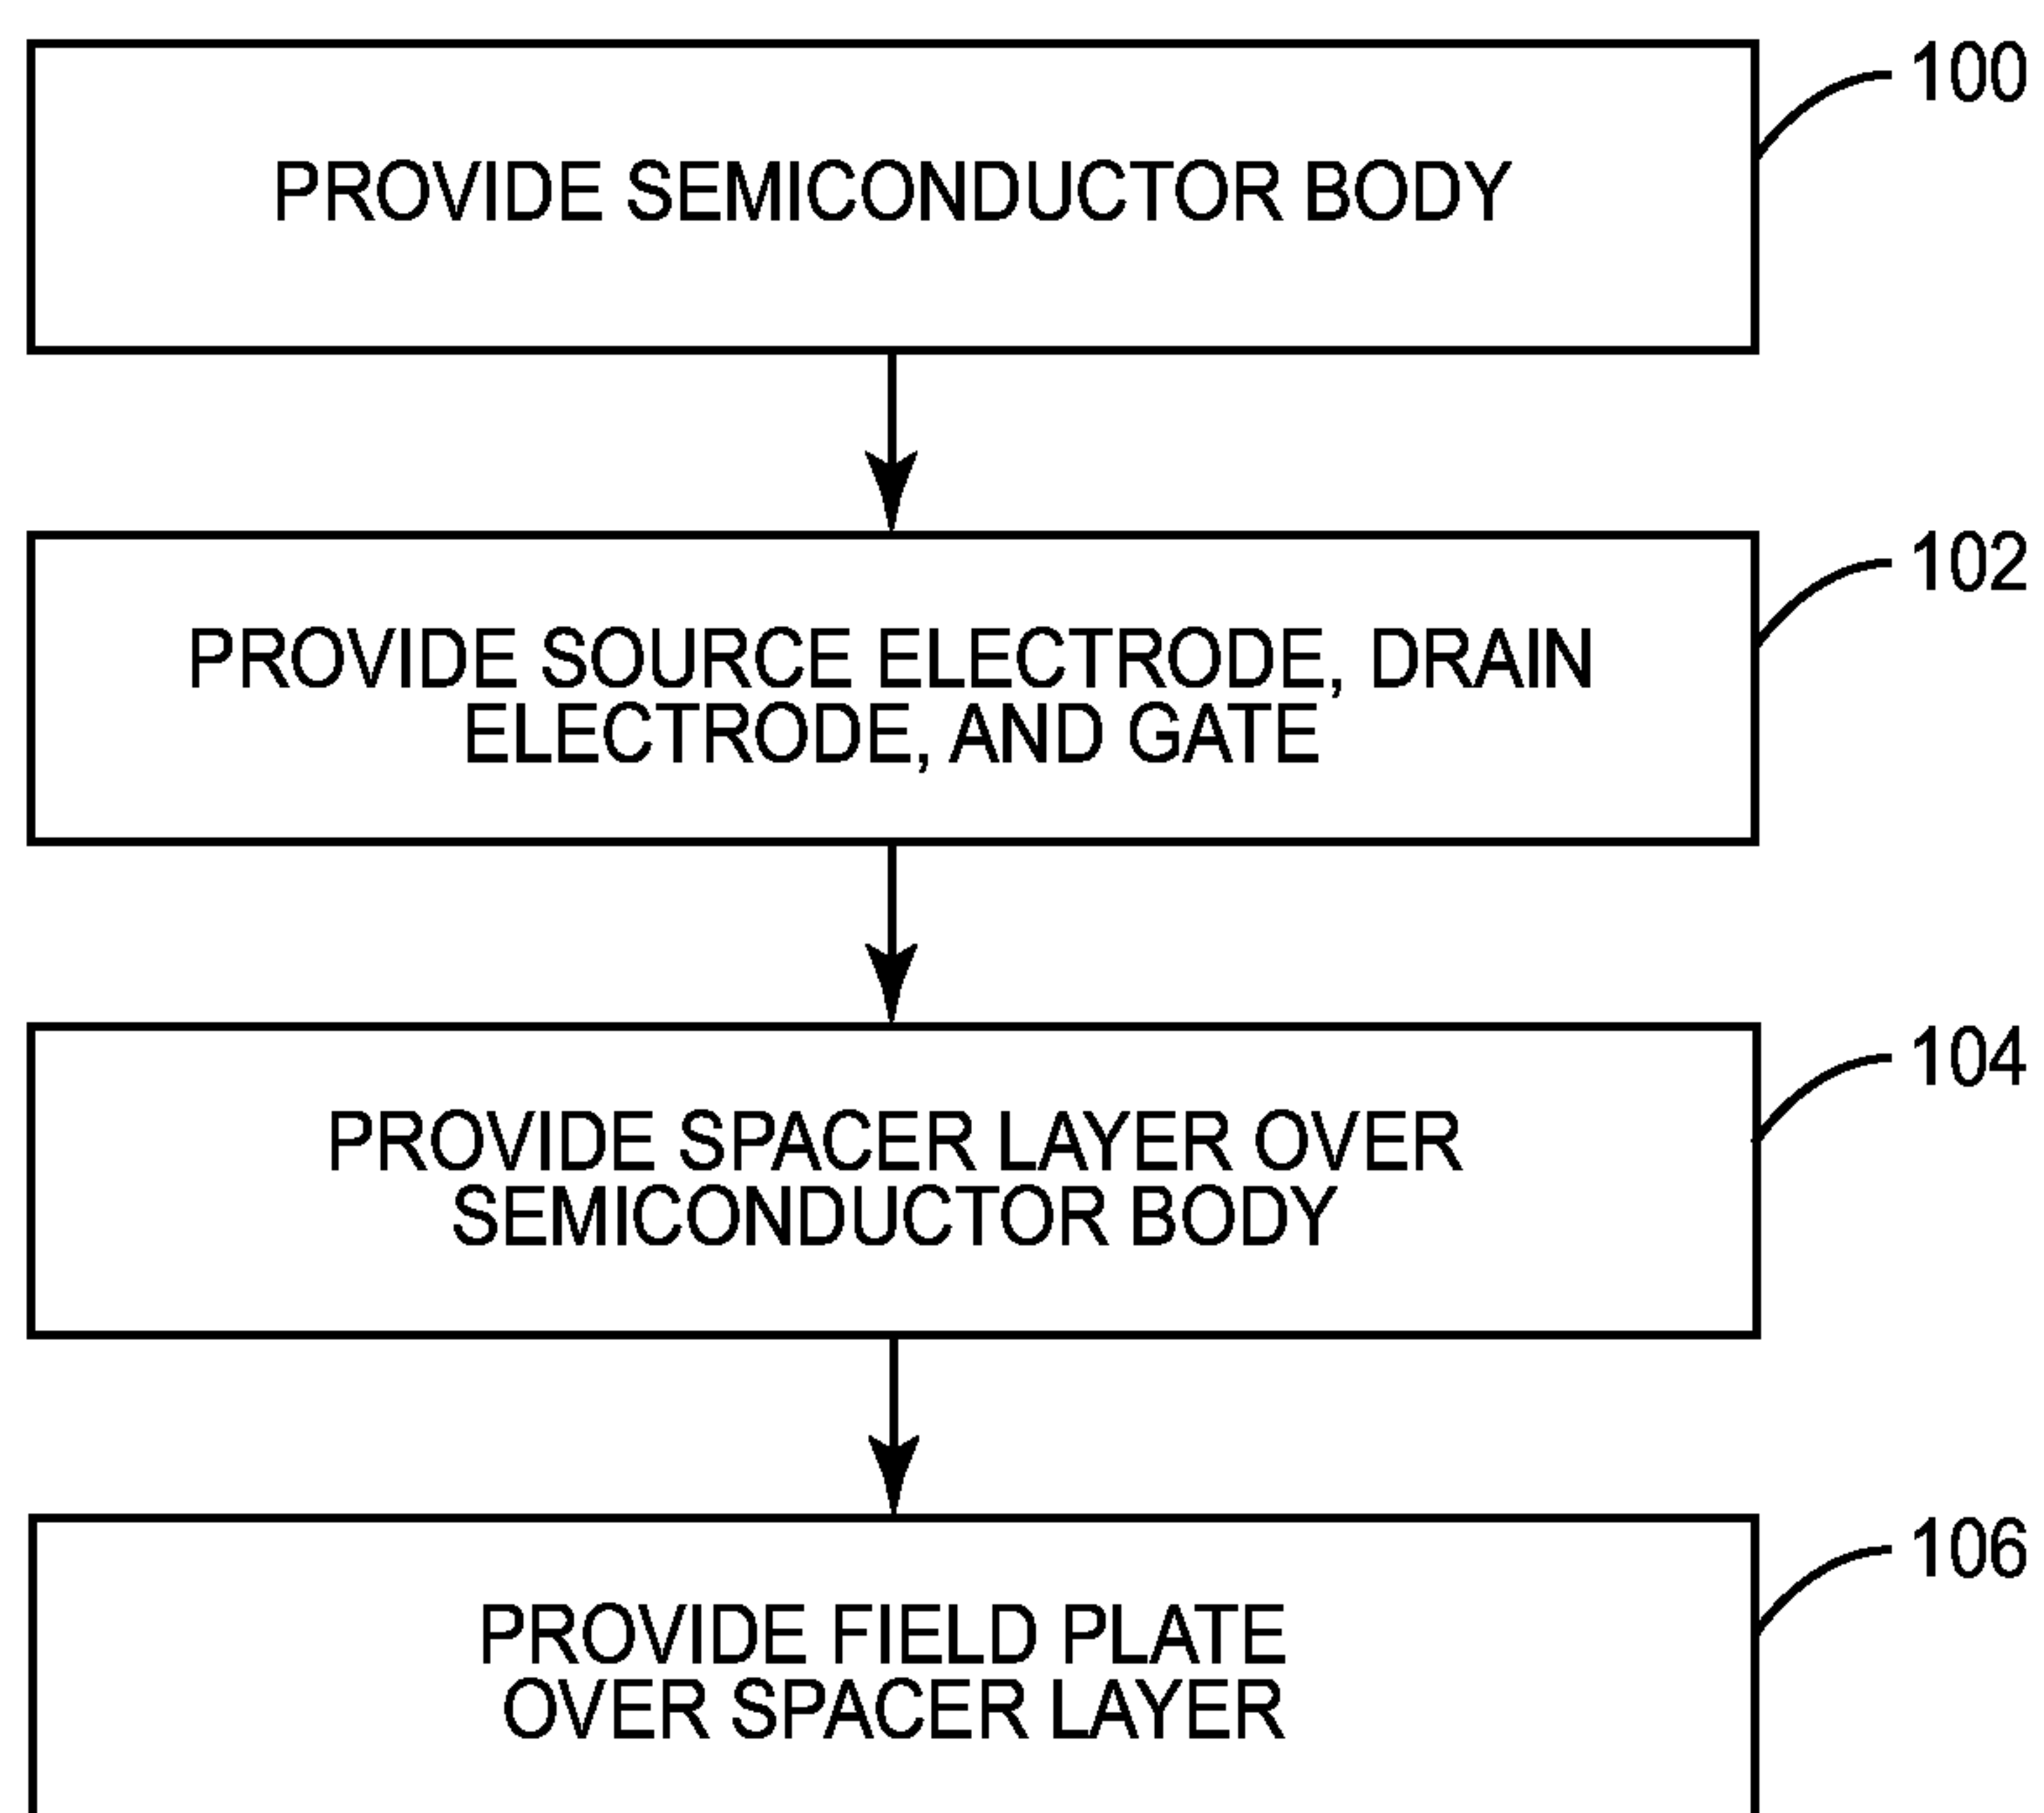 100
PROVIDE SEMICONDUCTOR BODY
102
PROVIDE SOURCE ELECTRODE, DRAIN
ELECTRODE, AND GATE
104
PROVIDE SPACER LAYER OVER
SEMICONDUCTOR BODY
106
PROVIDE FIELD PLATE
OVER SPACER LAYER